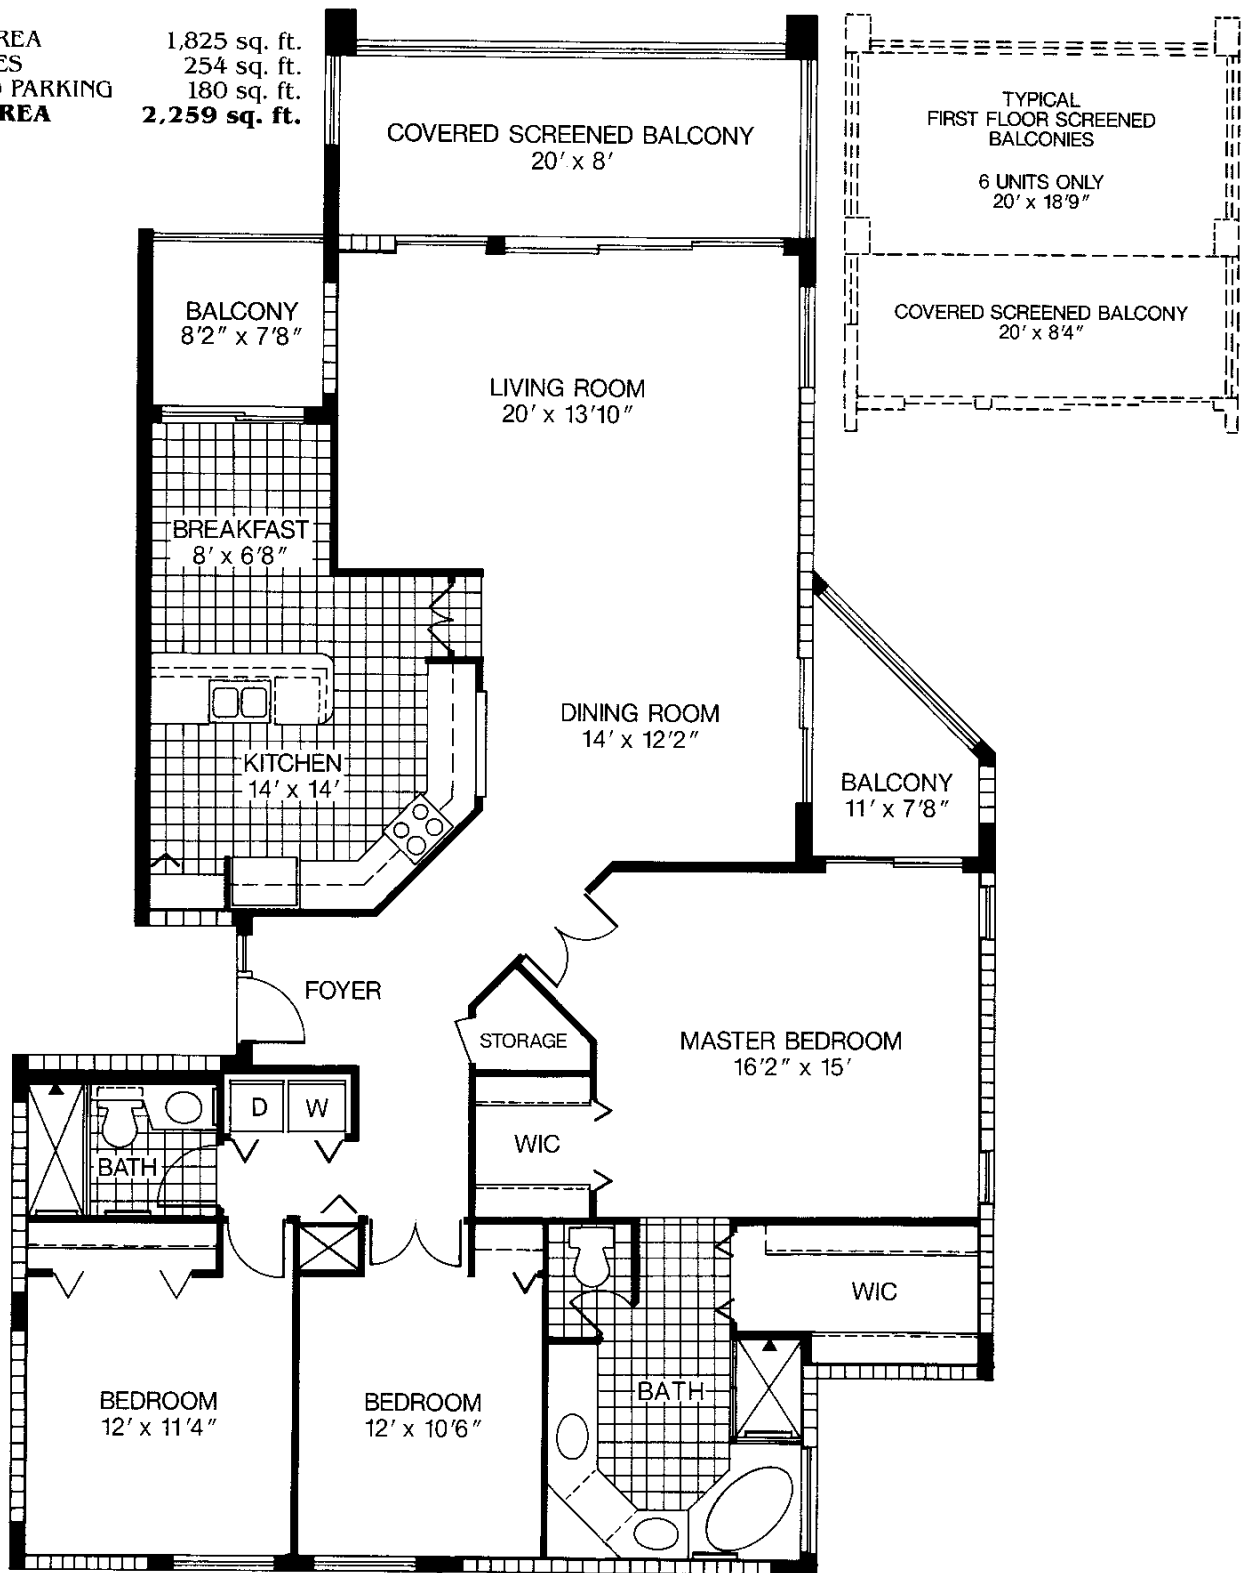 REA 1,825 sq. ft.
ES 254 sq. ft.
PARKING 180 sq. ft.
REA 2,259 sq. ft.
COVERED SCREENED BALCONY
20' x 8'
TYPICAL
FIRST FLOOR SCREENED
BALCONIES
6 UNITS ONLY
20' x 18'9"
COVERED SCREENED BALCONY
20' x 8'4"
BALCONY
8'2" x 7'8"
LIVING ROOM
20' x 13'10"
BREAKFAST
8' x 6'8"
DINING ROOM
14' x 12'2"
KITCHEN
14' x 14'
BALCONY
11' x 7'8"
FOYER
STORAGE
MASTER BEDROOM
16'2" x 15'
D
W
WIC
BATH
WIC
BATH
BEDROOM
12' x 11'4"
BEDROOM
12' x 10'6"